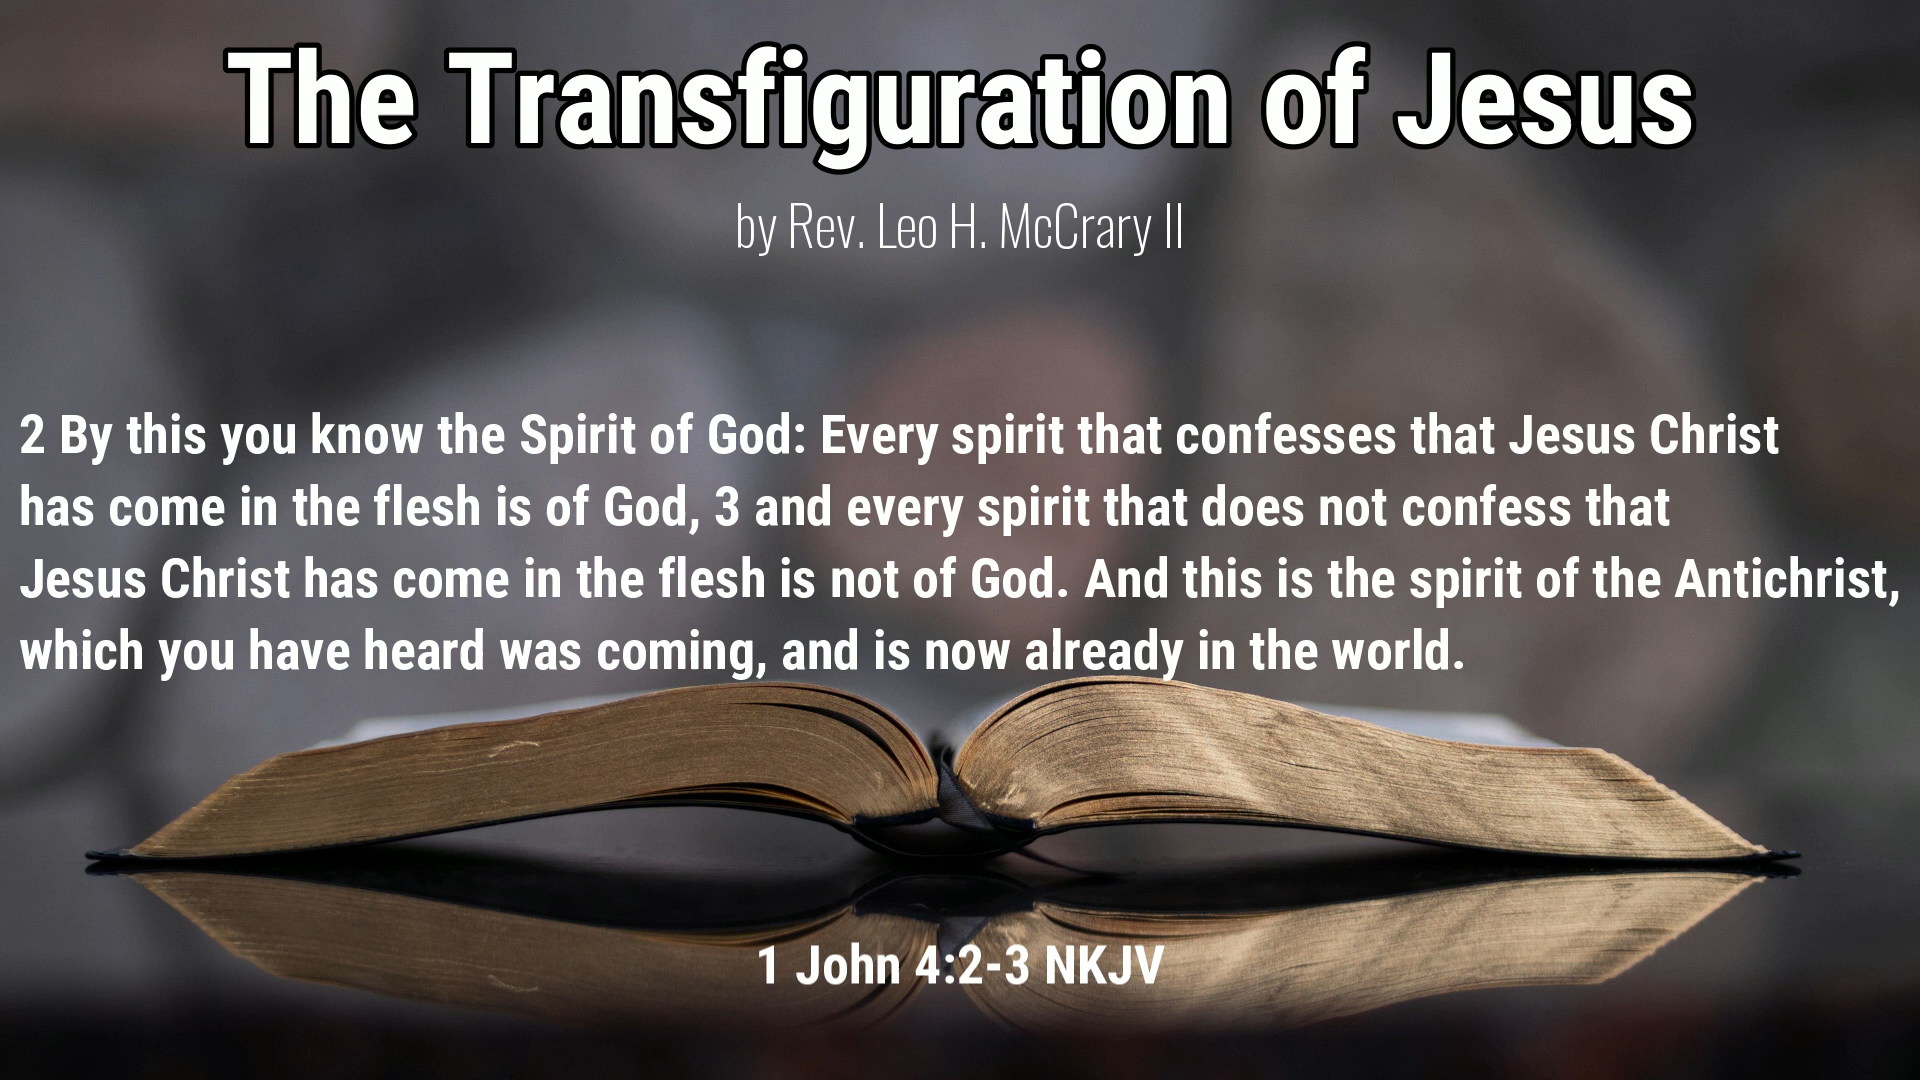 The Transfiguration of Jesus
by Rev. Leo H. McCrary II
2 By this you know the Spirit of God: Every spirit that confesses that Jesus Christ
has come in the flesh is of God, 3 and every spirit that does not confess that
Jesus Christ has come in the flesh is not of God. And this is the spirit of the Antichrist,
which you have heard was coming, and is now already in the world.
1 John 4:2-3 NKJV